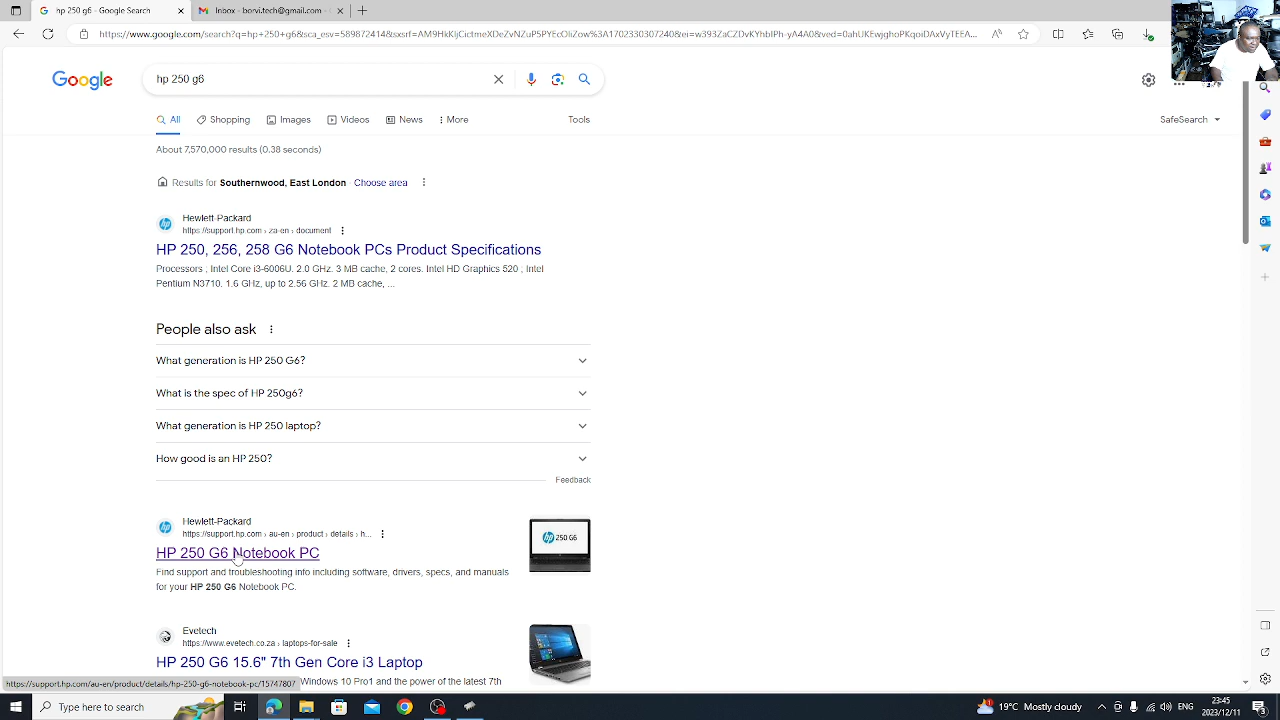 hp 250 g6 - Google Search
Inbox - borvi.tech@gmail.com -
https://www.google.com/search?q=hp+250+g6&sca_esv=589872414&sxsrf=AM9HkKljCichnj
hp 250 g6
Google
All
Shopping
Images
Videos
News
More
Tools
SafeSearch
About 7,570,000 results (0.38 seconds)
Results for Southernwood, East London Choose area
Hewlett-Packard
https://support.hp.com › za-en › document
HP 250, 256, 258 G6 Notebook PCs Product Specifications
Processors ; Intel Core i3-6006U. 2.0 GHz. 3 MB cache, 2 cores. Intel HD Graphics 520 ; Intel
Pentium N3710. 1.6 GHz, up to 2.56 GHz. 2 MB cache, ...
People also ask
What generation is HP 250 G6?
What is the spec of HP 250g6?
What generation is HP 250 laptop?
How good is an HP 250?
Feedback
Hewlett-Packard
https://support.hp.com › au-en › product › details › h...
HP 250 G6 Notebook PC
Find support and troubleshooting info including software, drivers, specs, and manuals
for your HP 250 G6 Notebook PC.
250 G6
Evetech
https://www.evetech.co.za › laptops-for-sale
HP 250 G6 15.6" 7th Gen Core i3 Laptop
Windows 10 Pro1 and the power of the latest 7th
https://support.hp.com/au-en/product/details/hp-250-g6-notebook-pc/15747807
Type here to search
19°C Mostly cloudy
ENG
23:45
2023/12/11